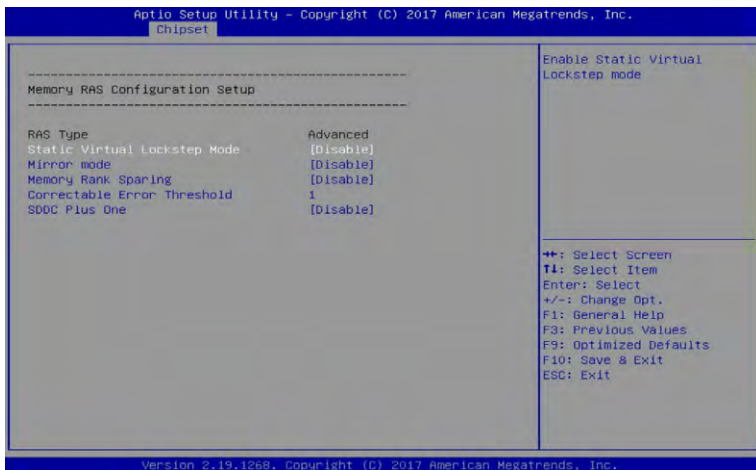 Aptio Setup Utility – Copyright (C) 2017 American Megatrends, Inc.
Chipset
Memory RAS Configuration Setup
RAS Type Advanced
Static Virtual Lockstep Mode [Disable]
Mirror mode [Disable]
Memory Rank Sparing [Disable]
Correctable Error Threshold 1
SDDC Plus One [Disable]
Enable Static Virtual
Lockstep mode
→←: Select Screen
↑↓: Select Item
Enter: Select
+/-: Change Opt.
F1: General Help
F3: Previous Values
F9: Optimized Defaults
F10: Save & Exit
ESC: Exit
Version 2.19.1268. Copyright (C) 2017 American Megatrends, Inc.